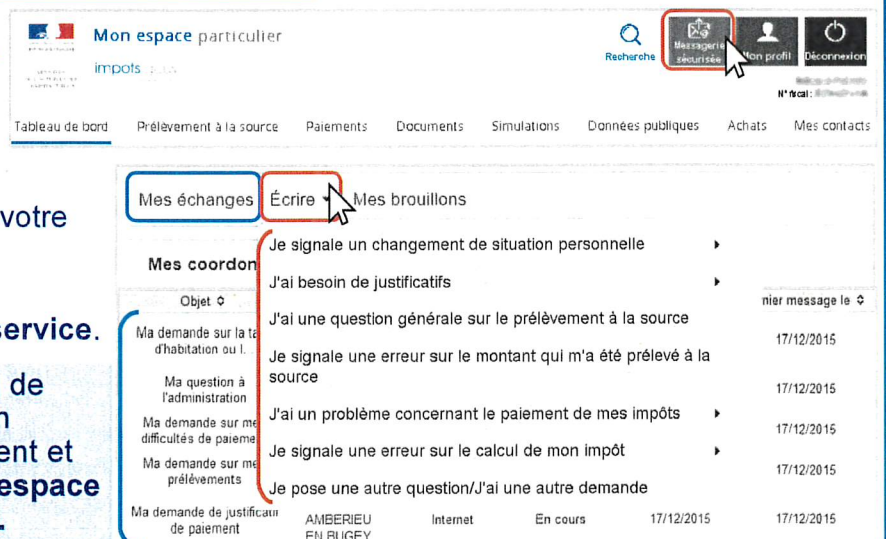 Mon espace particulier
impots
Recherche
Messagerie sécurisée
Mon profil
Déconnexion
N° fiscal :
Tableau de bord Prélèvement à la source Paiements Documents Simulations Données publiques Achats Mes contacts
votre
service.
de
n
ent et
espace
Mes échanges Écrire Mes brouillons
Je signale un changement de situation personnelle
J'ai besoin de justificatifs
J'ai une question générale sur le prélèvement à la source
Je signale une erreur sur le montant qui m'a été prélevé à la
source
J'ai un problème concernant le paiement de mes impôts
Je signale une erreur sur le calcul de mon impôt
Je pose une autre question/J'ai une autre demande
Mes coordon
Objet nier message le
Ma demande sur la ta
d'habitation ou l... 17/12/2015
Ma question à
l'administration 17/12/2015
Ma demande sur me
difficultés de paieme 17/12/2015
Ma demande sur me
prélèvements 17/12/2015
Ma demande de justificatif
de paiement AMBERIEU
EN BUGEY Internet En cours 17/12/2015 17/12/2015